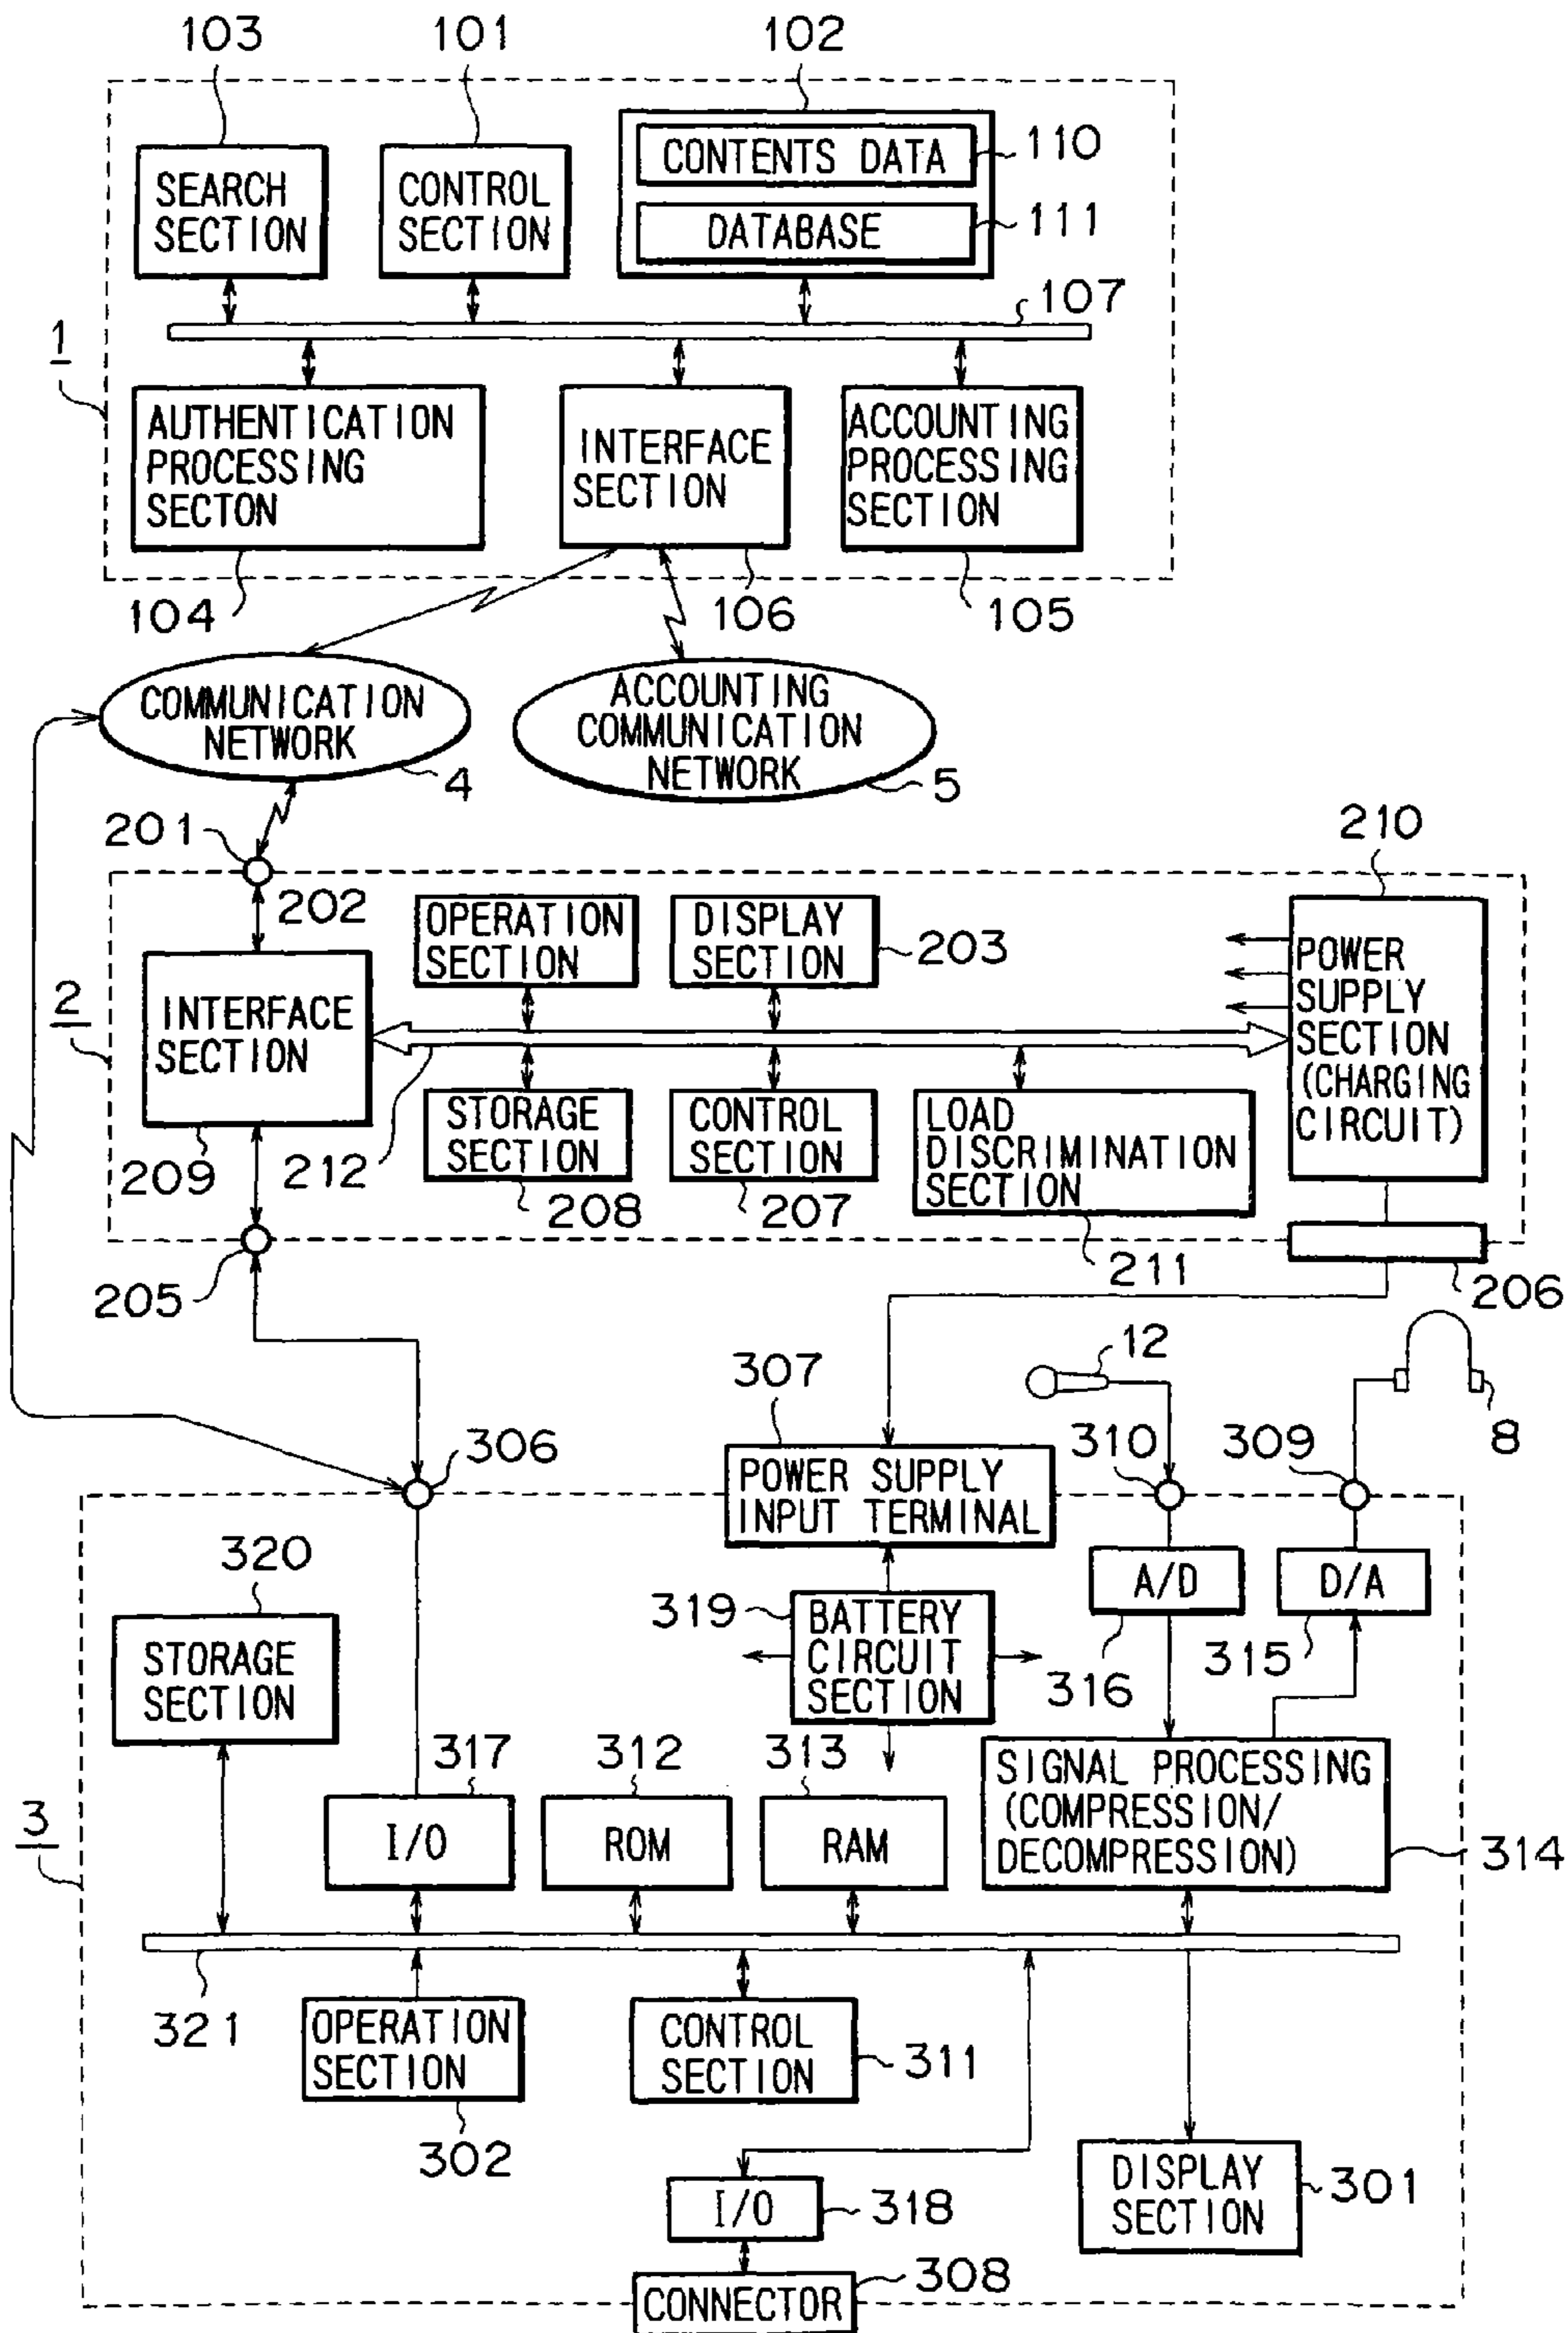 103
101
102
SEARCH
SECTION
CONTROL
SECTION
CONTENTS DATA
110
DATABASE
111
107
1
AUTHENTICATION
PROCESSING
SECTON
INTERFACE
SECTION
ACCOUNTING
PROCESSING
SECTION
104
106
105
COMMUNICATION
NETWORK
4
ACCOUNTING
COMMUNICATION
NETWORK
5
201
210
202
OPERATION
SECTION
DISPLAY
SECTION
203
POWER
SUPPLY
SECTION
(CHARGING
CIRCUIT)
2
INTERFACE
SECTION
STORAGE
SECTION
CONTROL
SECTION
LOAD
DISCRIMINATION
SECTION
209
212
208
207
211
205
206
307
12
8
310
309
306
POWER SUPPLY
INPUT TERMINAL
320
A/D
D/A
319
BATTERY
CIRCUIT
SECTION
STORAGE
SECTION
316
315
317
312
313
SIGNAL PROCESSING
(COMPRESSION/
DECOMPRESSION)
314
3
I/O
ROM
RAM
321
OPERATION
SECTION
CONTROL
SECTION
311
302
I/O
318
DISPLAY
SECTION
301
308
CONNECTOR